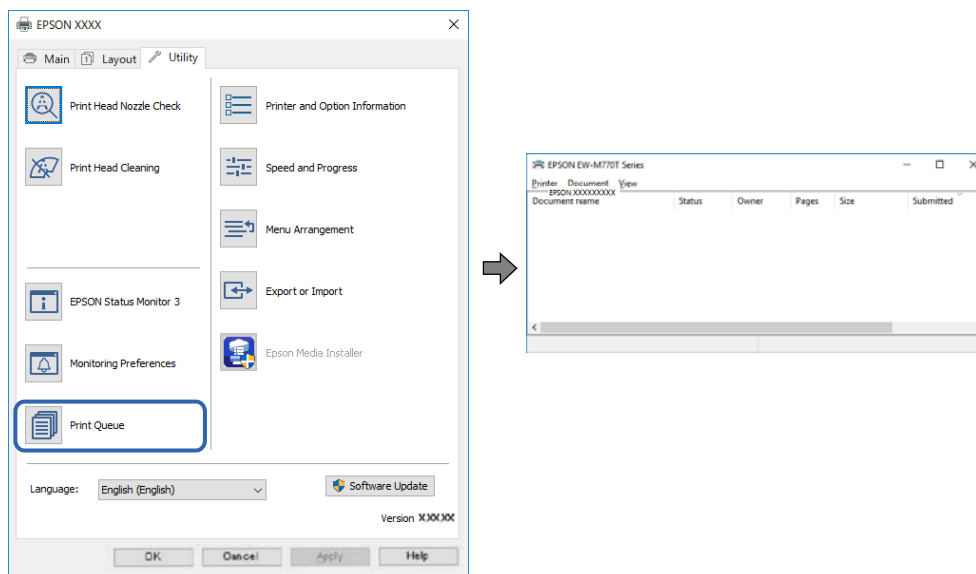 EPSON XXXX
Main
Layout
Utility
Print Head Nozzle Check
Print Head Cleaning
EPSON Status Monitor 3
Monitoring Preferences
Print Queue
Printer and Option Information
Speed and Progress
Menu Arrangement
Export or Import
Epson Media Installer
Language:
English (English)
Software Update
Version X.XX.XX
OK
Cancel
Apply
Help
EPSON EW-M770T Series
Printer Document View
EPSON XXXXXXXXX
Document Name Status Owner Pages Size Submitted